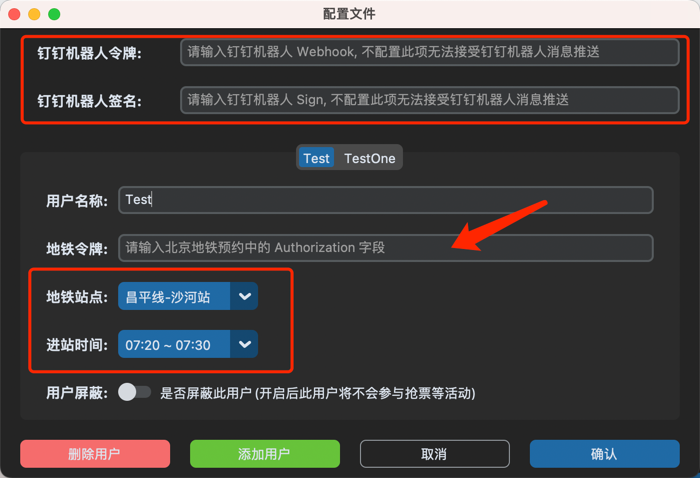 配置文件
钉钉机器人令牌: 请输入钉钉机器人 Webhook, 不配置此项无法接受钉钉机器人消息推送
钉钉机器人签名: 请输入钉钉机器人 Sign, 不配置此项无法接受钉钉机器人消息推送
Test TestOne
用户名称: Test
地铁令牌: 请输入北京地铁预约中的 Authorization 字段
地铁站点: 昌平线-沙河站
进站时间: 07:20 ~ 07:30
用户屏蔽: 是否屏蔽此用户 (开启后此用户将不会参与抢票等活动)
删除用户 添加用户 取消 确认